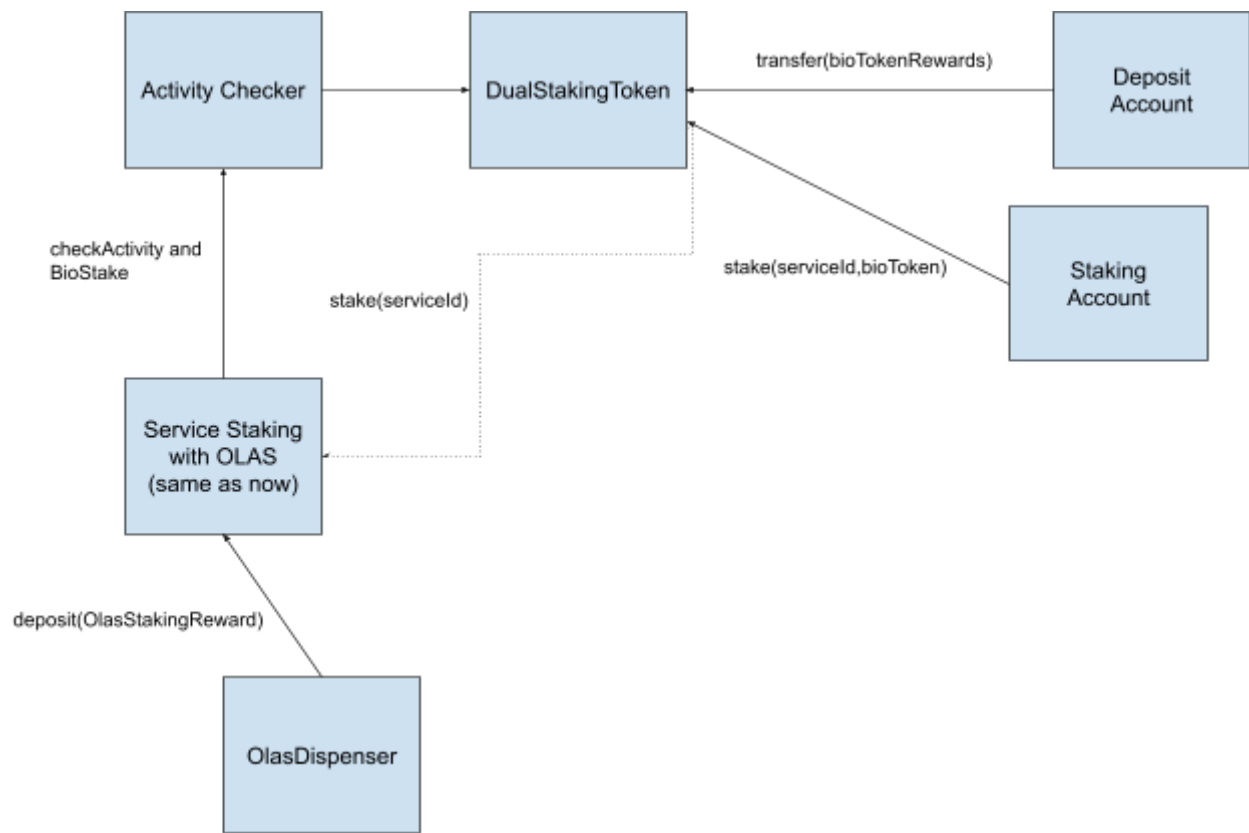 Activity Checker
DualStakingToken
transfer(bioTokenRewards)
Deposit
Account
checkActivity and
BioStake
stake(serviceId)
stake(serviceId,bioToken)
Staking
Account
Service Staking
with OLAS
(same as now)
deposit(OlasStakingReward)
OlasDispenser